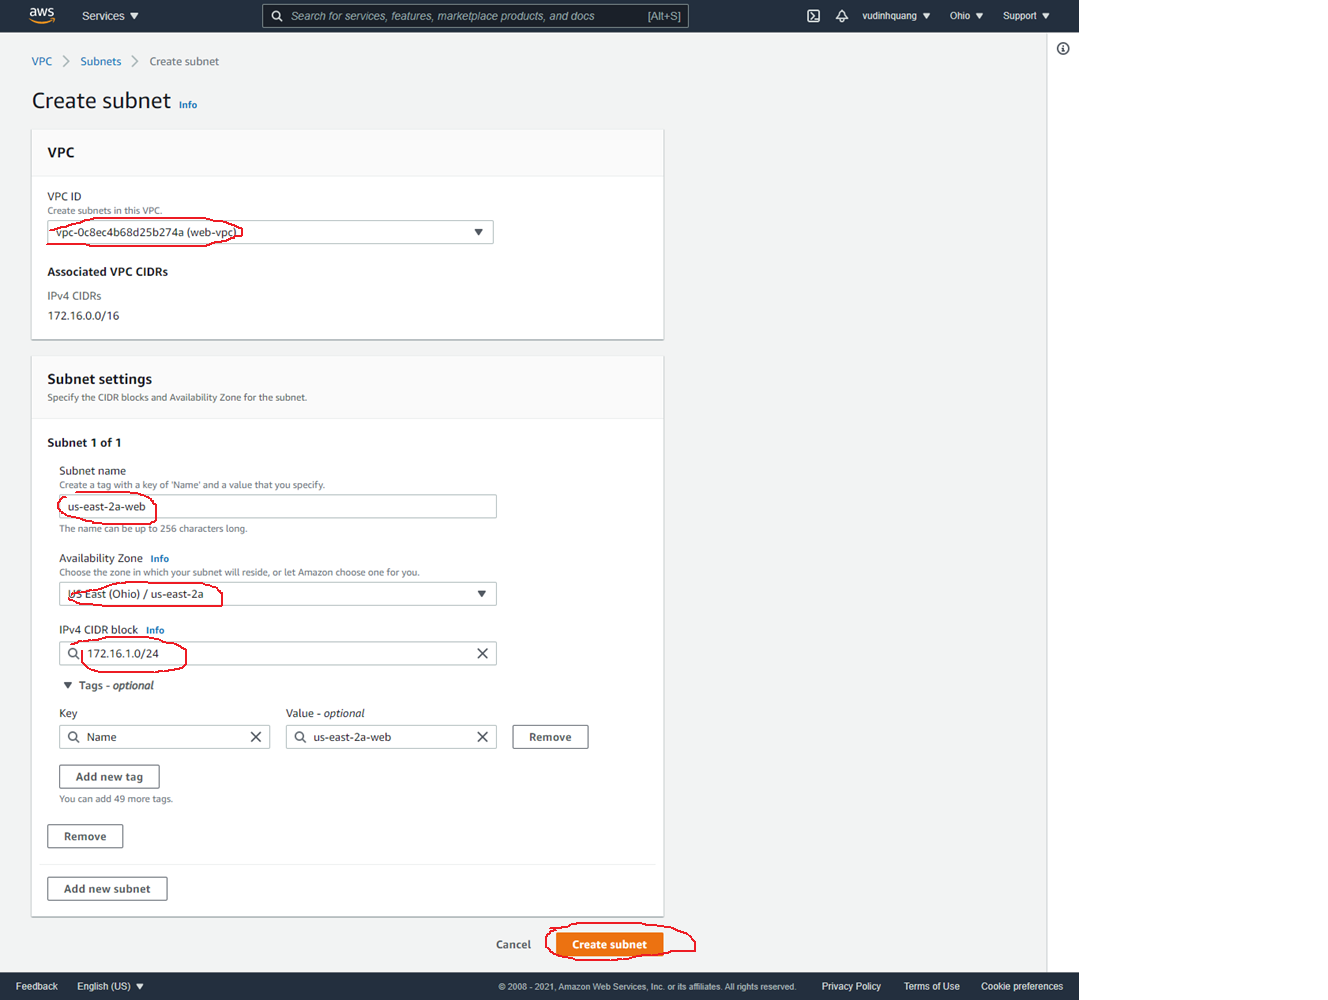 aws
Services
Search for services, features, marketplace products, and docs [Alt+S]
vudinhquang
Ohio
Support
VPC
Subnets
Create subnet
Create subnet Info
VPC
VPC ID
Create subnets in this VPC.
vpc-0c8ec4b68d25b274a (web-vpc)
Associated VPC CIDRs
IPv4 CIDRs
172.16.0.0/16
Subnet settings
Specify the CIDR blocks and Availability Zone for the subnet.
Subnet 1 of 1
Subnet name
Create a tag with a key of 'Name' and a value that you specify.
us-east-2a-web
The name can be up to 256 characters long.
Availability Zone Info
Choose the zone in which your subnet will reside, or let Amazon choose one for you.
US East (Ohio) / us-east-2a
IPv4 CIDR block Info
172.16.1.0/24
Tags - optional
Key Value - optional
Name us-east-2a-web Remove
Add new tag
You can add 49 more tags.
Remove
Add new subnet
Cancel Create subnet
Feedback English (US) © 2008 - 2021, Amazon Web Services, Inc. or its affiliates. All rights reserved. Privacy Policy Terms of Use Cookie preferences